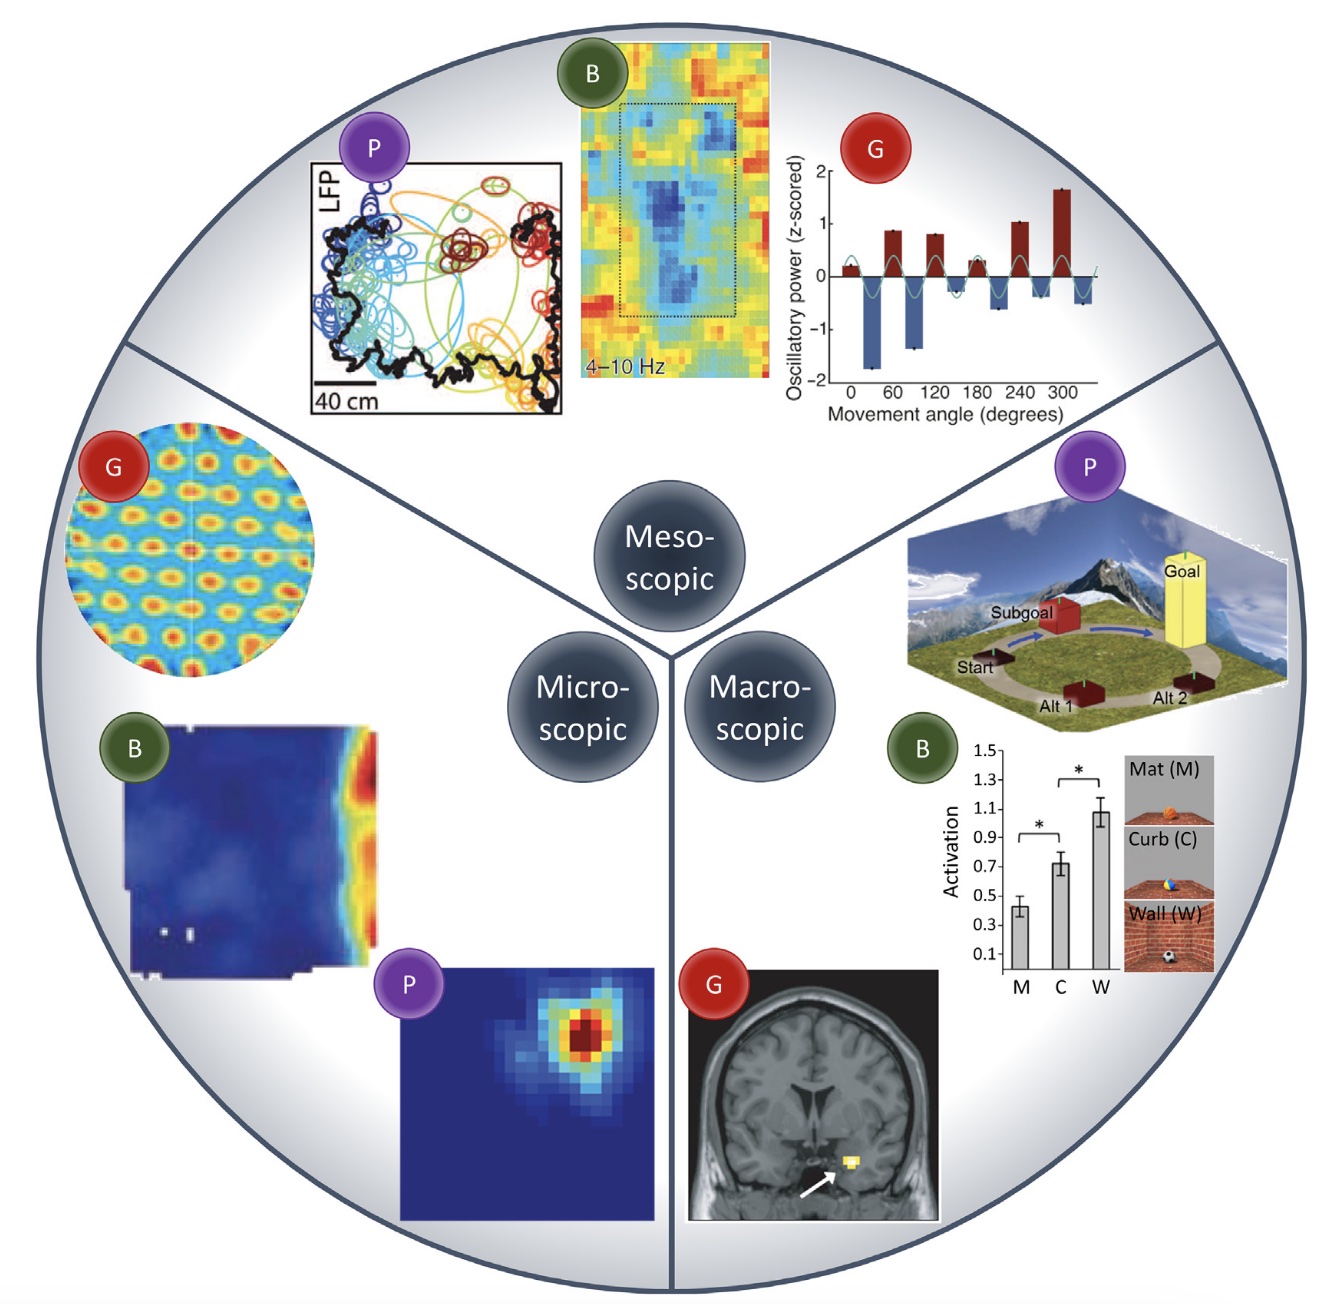 B
P
G
LFP
40 cm
4–10 Hz
Oscillatory power (z-scored)
2
1
0
−1
−2
0 60 120 180 240 300
Movement angle (degrees)
G
P
Meso-
scopic
Goal
Subgoal
Start
Alt 1
Alt 2
Micro-
scopic
Macro-
scopic
B
B
Activation
1.5
1.3
1.1
0.9
0.7
0.5
0.3
0.1
*
*
M C W
Mat (M)
Curb (C)
Wall (W)
P
G